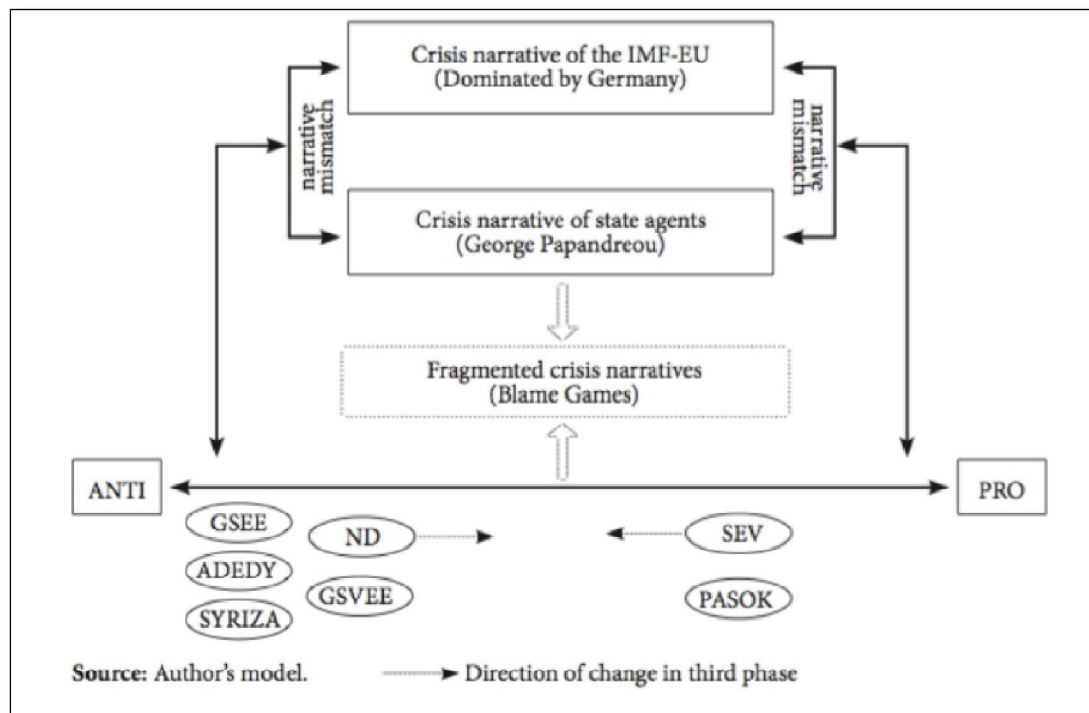 Crisis narrative of the IMF-EU
(Dominated by Germany)
narrative
mismatch
narrative
mismatch
Crisis narrative of state agents
(George Papandreou)
Fragmented crisis narratives
(Blame Games)
ANTI
PRO
GSEE
ND
SEV
ADEDY
GSVEE
PASOK
SYRIZA
Source: Author's model.
Direction of change in third phase